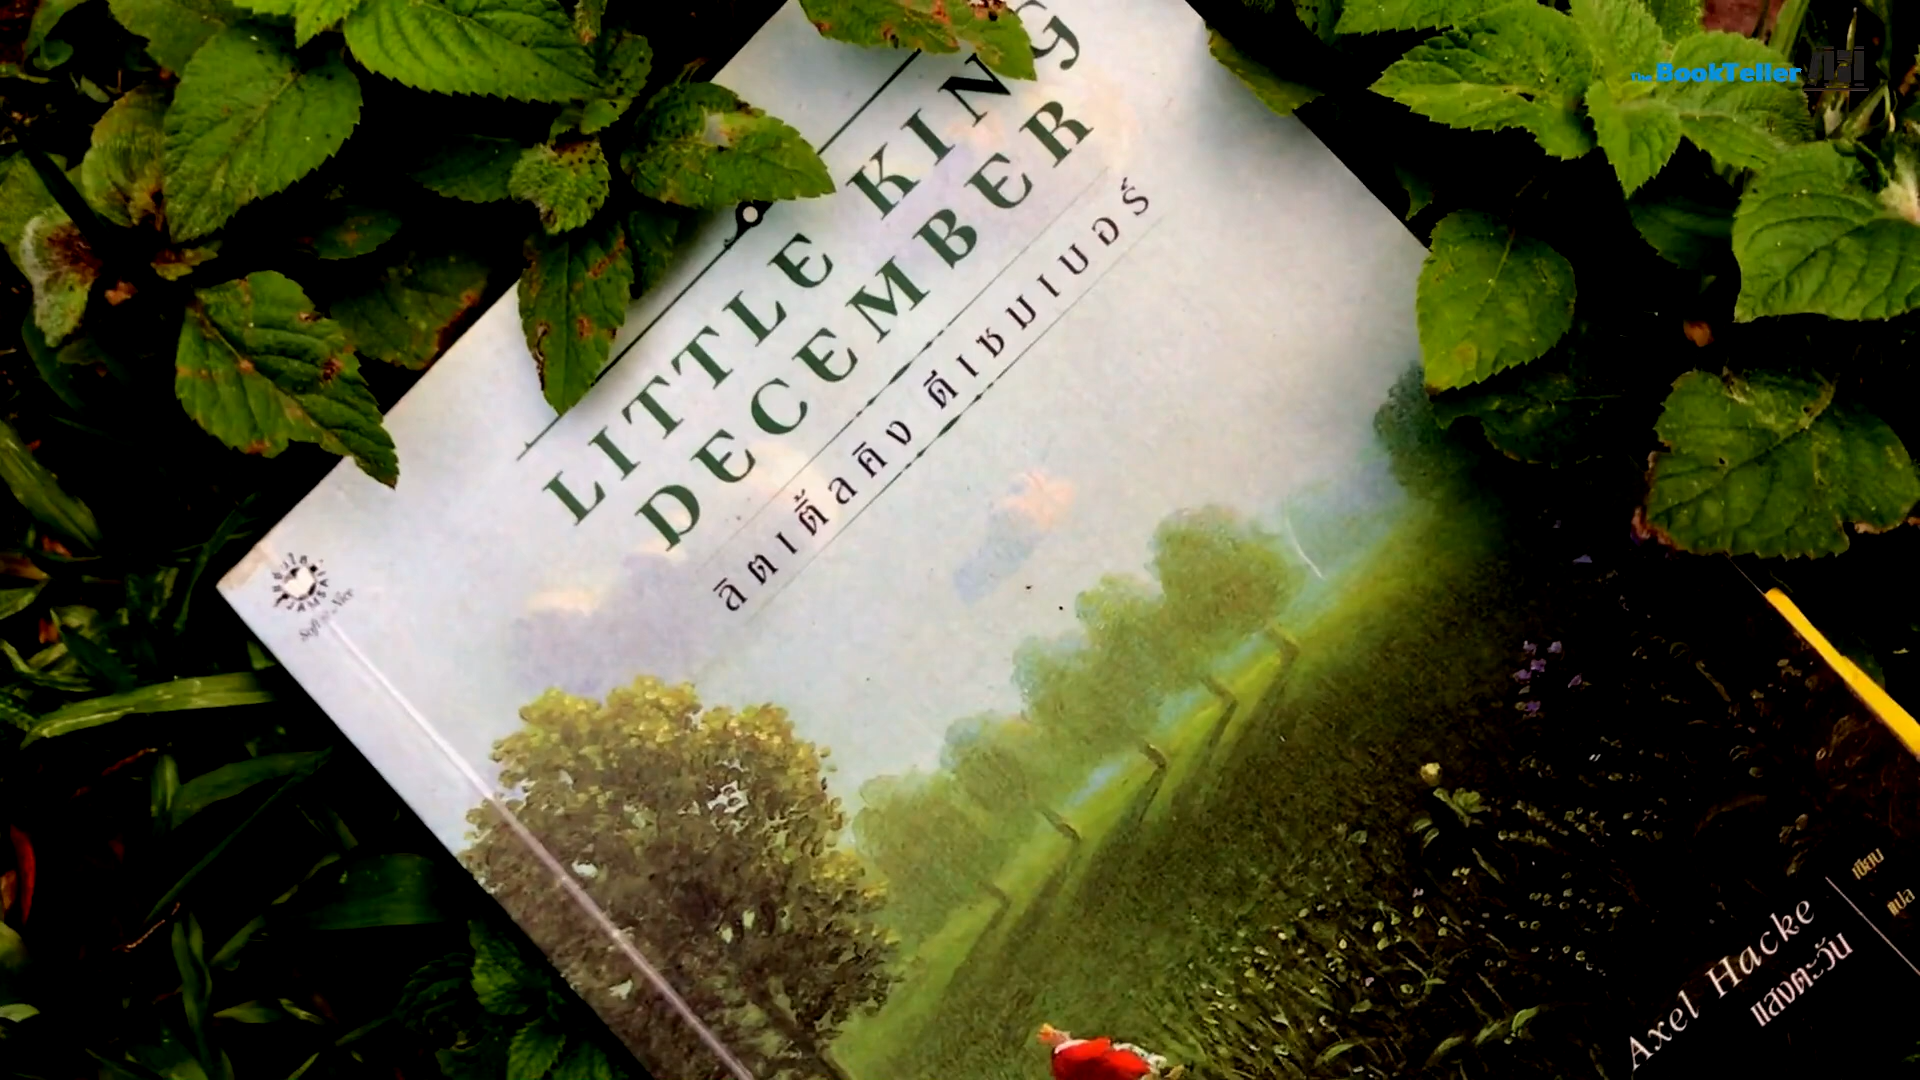 The BookTeller
LITTLE KING
DECEMBER
ลิตเติ้ลคิง ดีเซมเบอร์
Axel Hacke เขียน
แสงตะวัน แปล